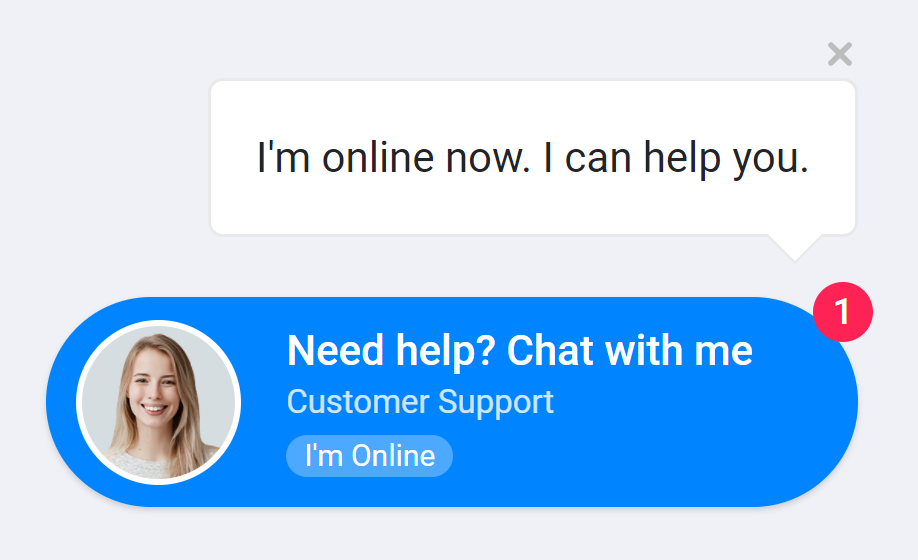 I'm online now. I can help you.
1
Need help? Chat with me
Customer Support
I'm Online